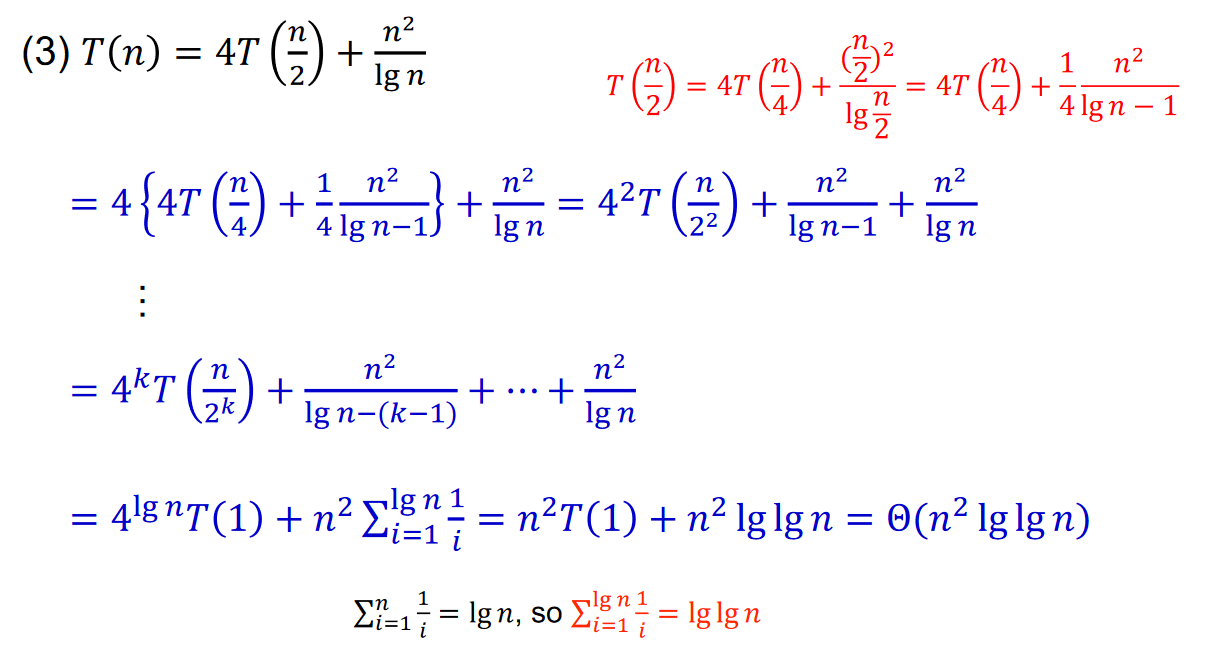 (3) T(n) = 4T(n/2) + n²/lg n
T(n/2) = 4T(n/4) + (n/2)²/lg(n/2) = 4T(n/4) + 1/4 n²/(lg n − 1)
= 4{4T(n/4) + 1/4 n²/(lg n−1)} + n²/lg n = 4²T(n/2²) + n²/(lg n−1) + n²/lg n
⋮
= 4ᵏT(n/2ᵏ) + n²/(lg n−(k−1)) + ⋯ + n²/lg n
= 4^(lg n) T(1) + n² ∑_(i=1)^(lg n) 1/i = n²T(1) + n² lg lg n = Θ(n² lg lg n)
∑_(i=1)^n 1/i = lg n, so ∑_(i=1)^(lg n) 1/i = lg lg n